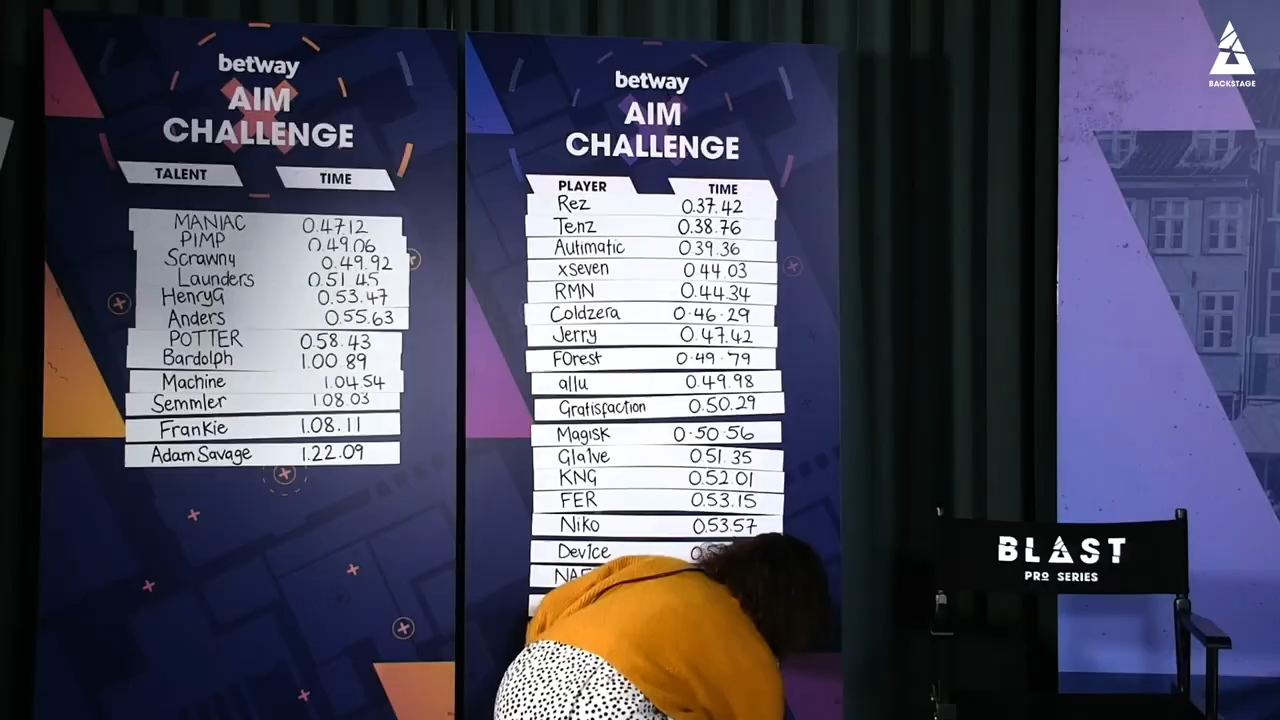 betway
AIM
CHALLENGE
TALENT TIME
MANIAC 0.47.12
PIMP 0.49.06
Scrawny 0.49.92
Launders 0.51 45
HenryG 0.53.47
Anders 0.55.63
POTTER 0.58.43
Bardolph 1.00 89
Machine 1.04.54
Semmler 1 08.03
Frankie 1.08.11
Adam Savage 1.22.09
betway
AIM
CHALLENGE
PLAYER TIME
Rez 0.37.42
Tenz 0.38.76
Autimatic 0.39.36
xSeven 0.44.03
RMN 0.44.34
Coldzera 0.46.29
Jerry 0.47.42
F0rest 0.49.79
allu 0.49.98
Gratisfaction 0.50.29
Magisk 0.50.56
Gla1ve 0.51.35
KNG 0.52.01
FER 0.53.15
Niko 0.53.57
Dev1ce
BACKSTAGE
BLAST
PRO SERIES